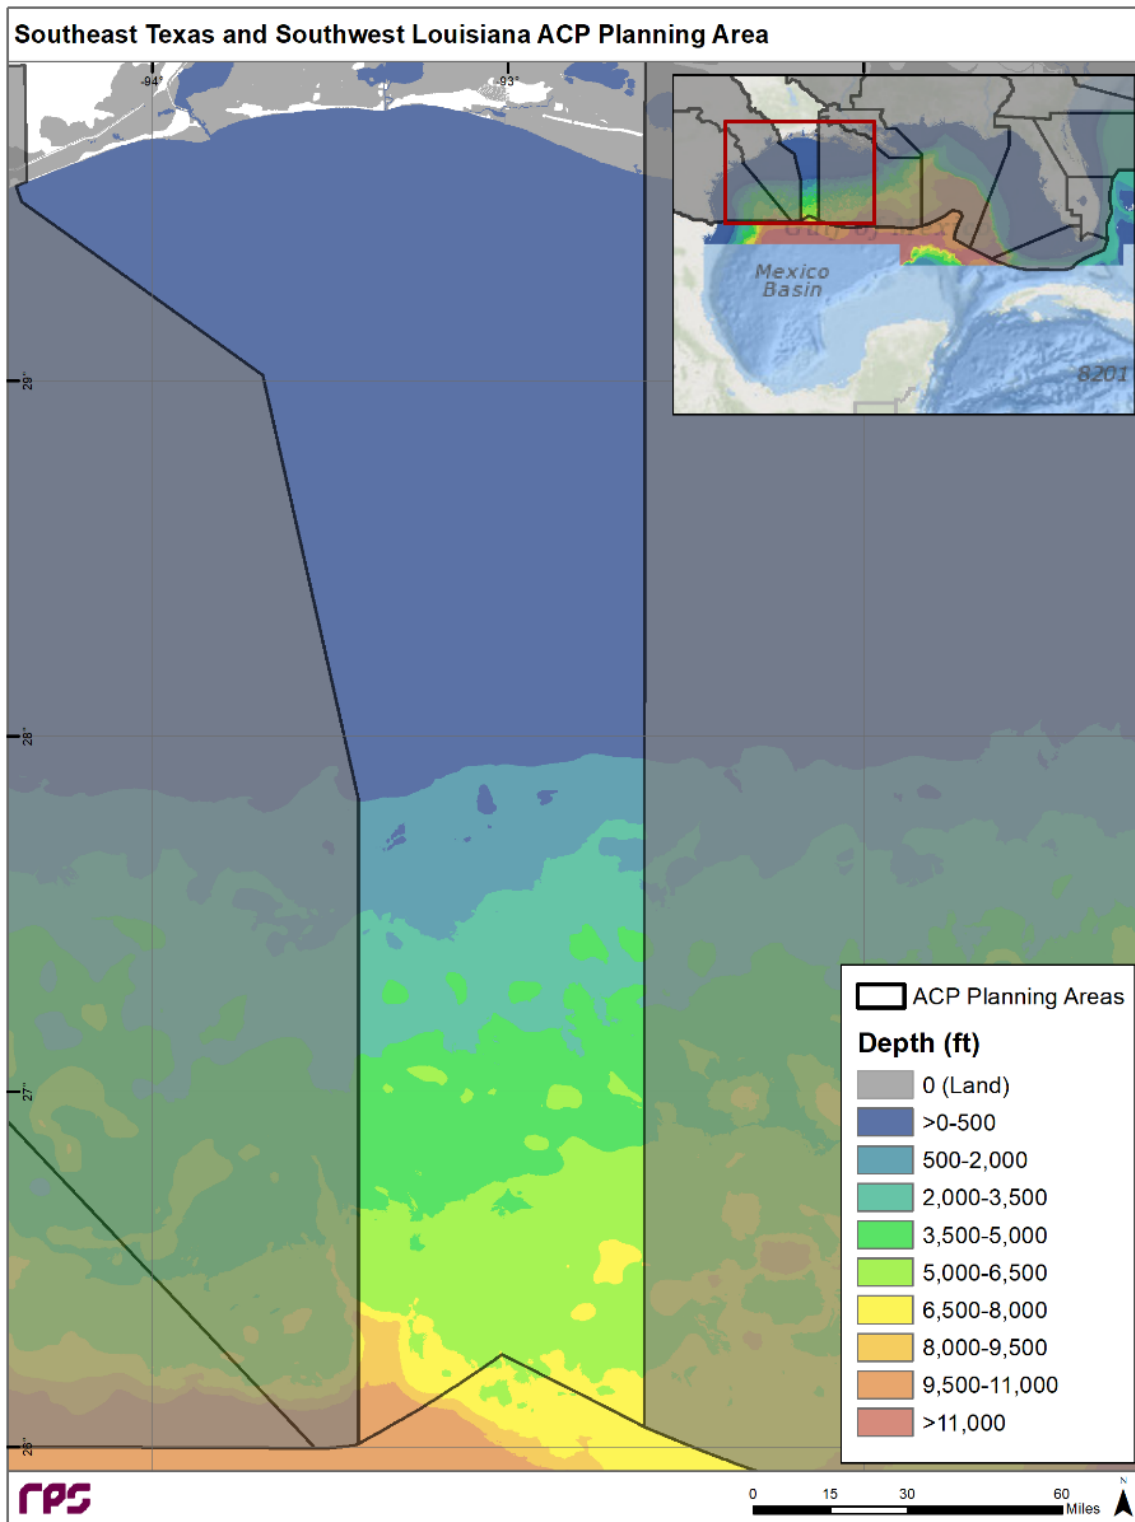 Southeast Texas and Southwest Louisiana ACP Planning Area
-94°
-93°
Gulf of Mex
Mexico
Basin
8201
29°
28°
27°
26°
ACP Planning Areas
Depth (ft)
0 (Land)
>0-500
500-2,000
2,000-3,500
3,500-5,000
5,000-6,500
6,500-8,000
8,000-9,500
9,500-11,000
>11,000
rps
0 15 30 60
Miles
N